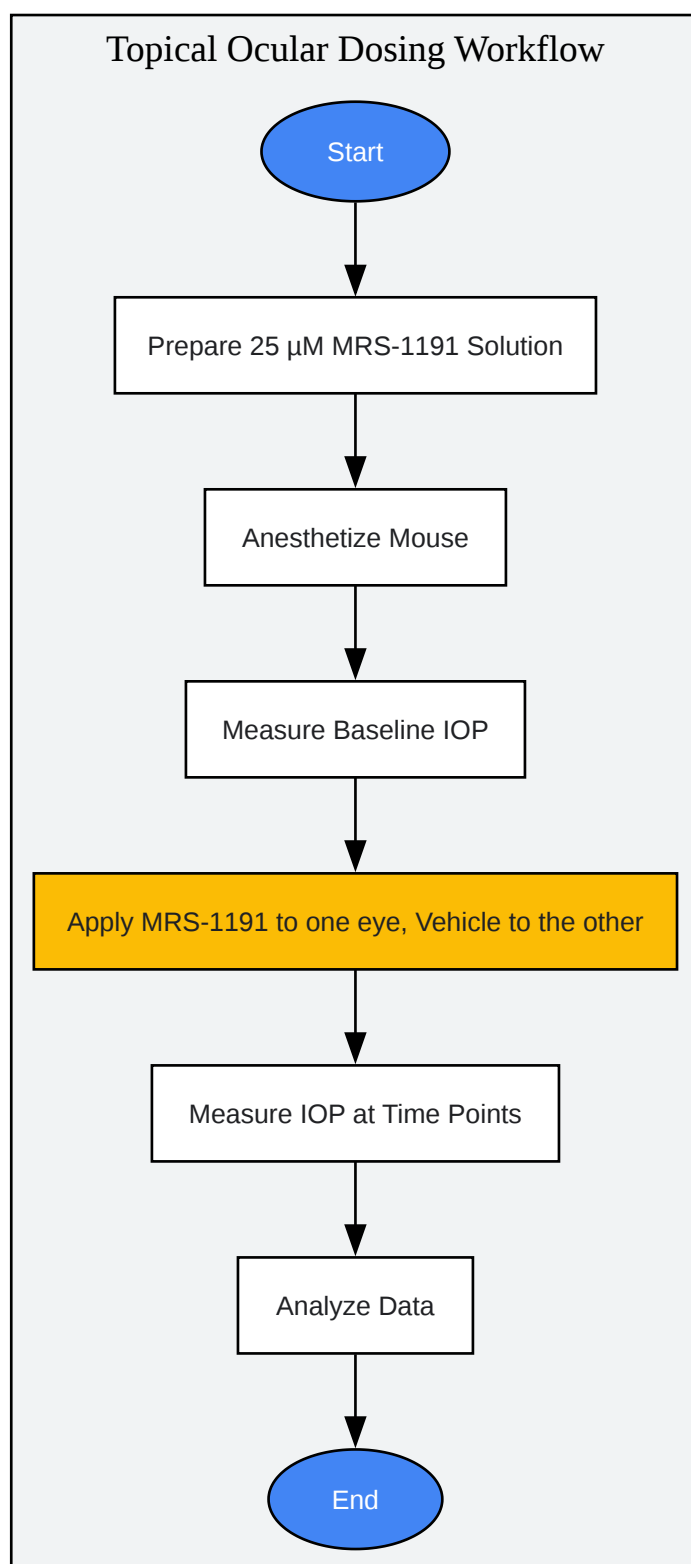 Topical Ocular Dosing Workflow
Start
Prepare 25 µM MRS-1191 Solution
Anesthetize Mouse
Measure Baseline IOP
Apply MRS-1191 to one eye, Vehicle to the other
Measure IOP at Time Points
Analyze Data
End